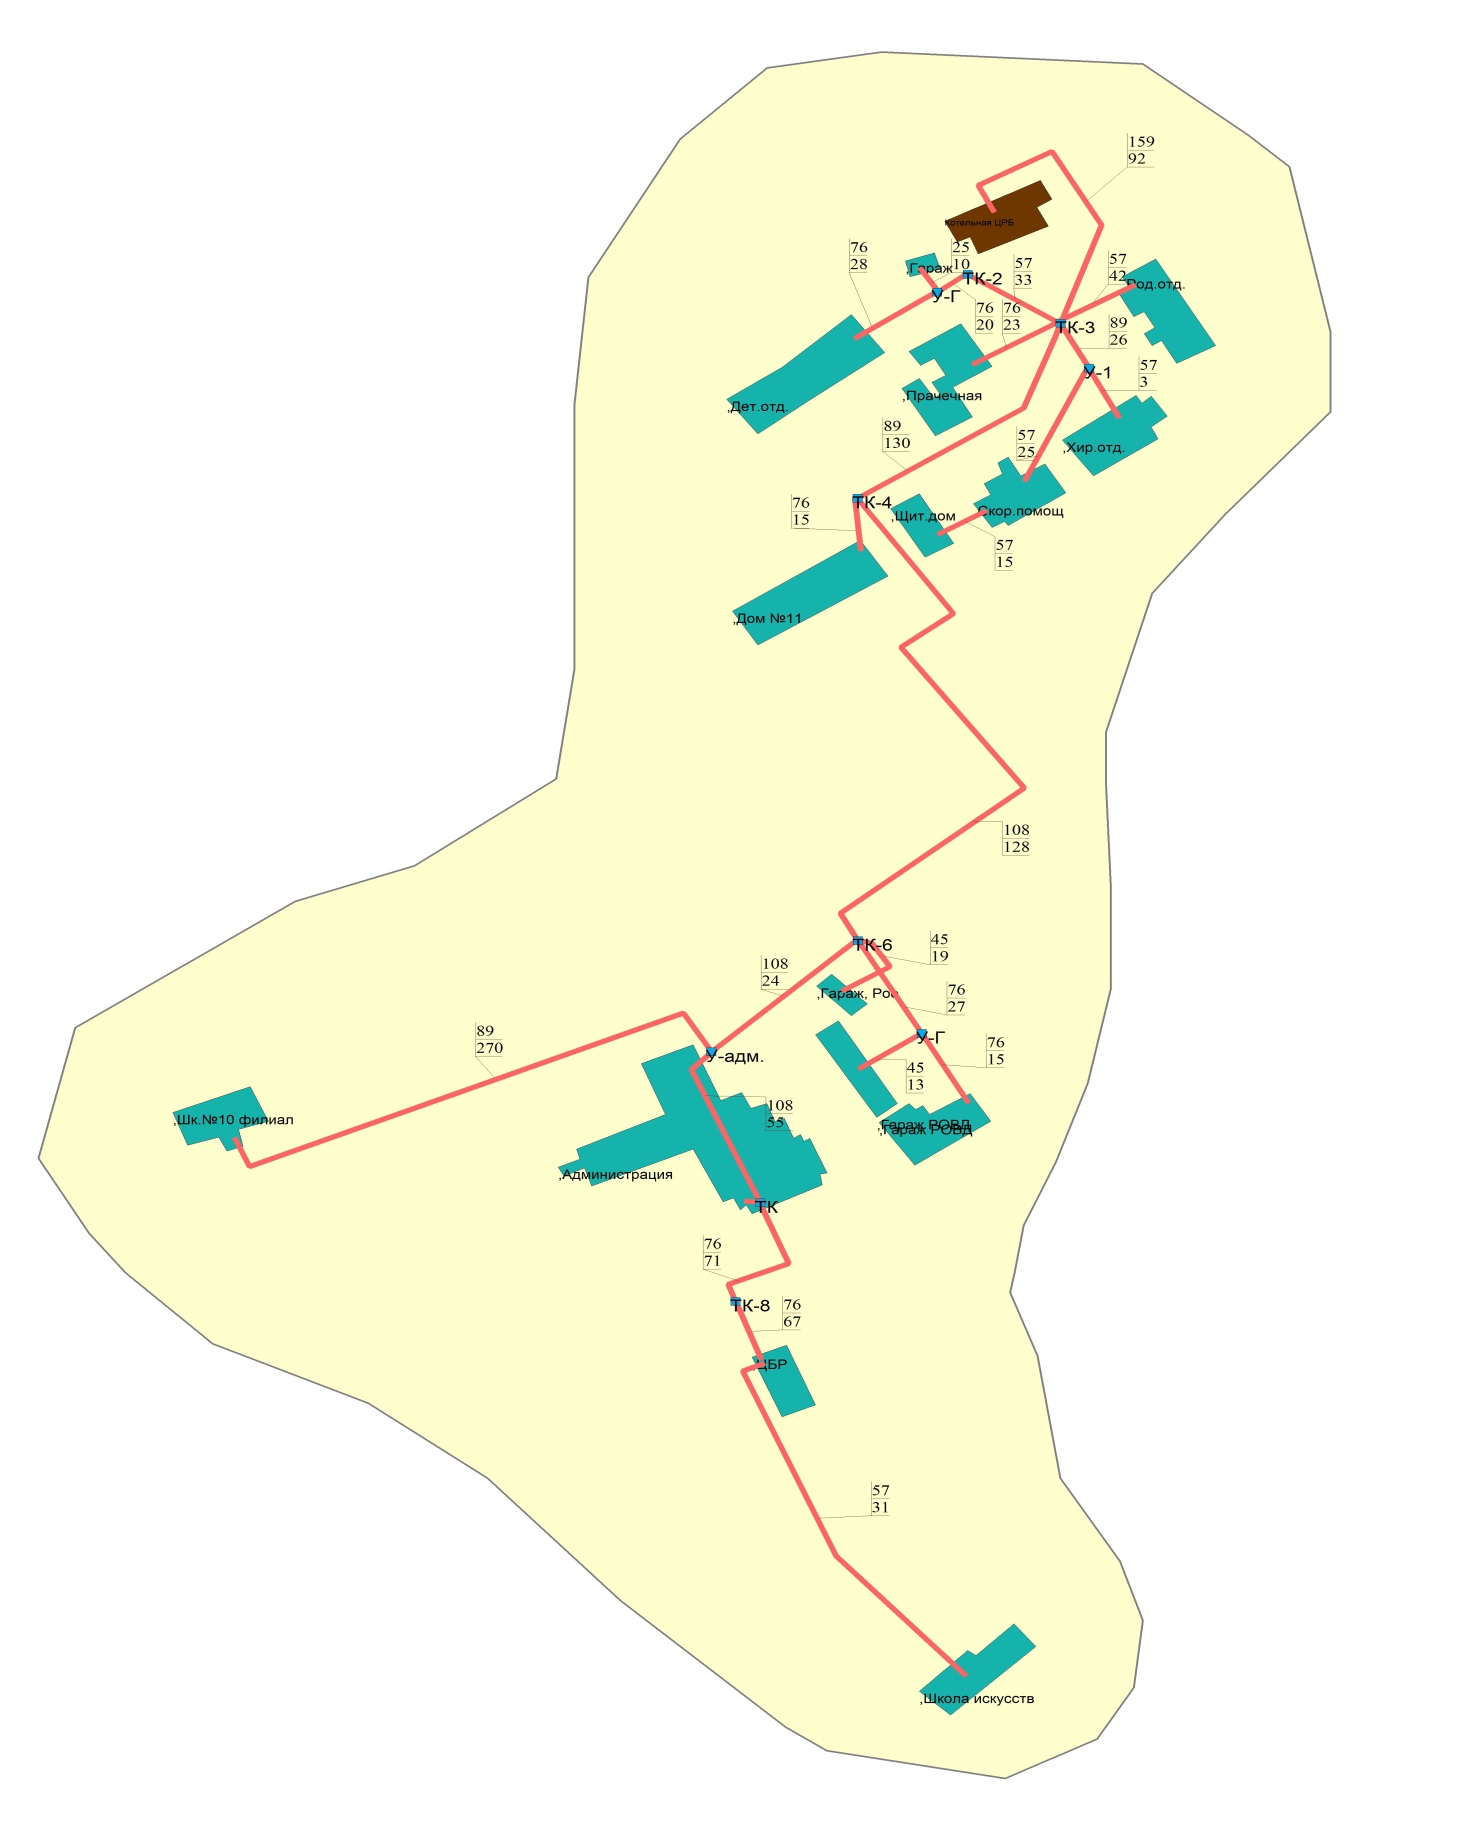 159
92
Котельная ЦРБ
76
28
25
10
57
33
57
42
,Гараж
ТК-2
Род.отд.
У-Г
76
20
76
23
ТК-3
89
26
У-1
57
3
,Прачечная
,Дет.отд.
89
130
57
25
,Хир.отд.
76
15
ТК-4
,Щит.дом
Скор.помощ
57
15
,Дом №11
108
128
ТК-6
45
19
108
24
,Гараж, Рос
76
27
89
270
У-Г
У-адм.
76
15
45
13
108
55
,Шк.№10 филиал
,Гараж РОВД
,Гараж РОВД
,Администрация
ТК
76
71
ТК-8
76
67
,ЦБР
57
31
,Школа искусств